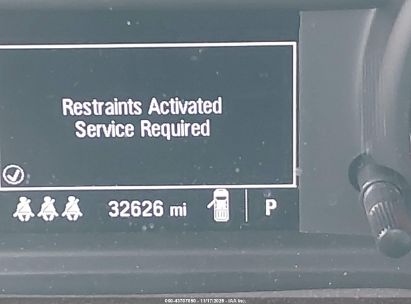 Restraints Activated
Service Required
32626 mi P